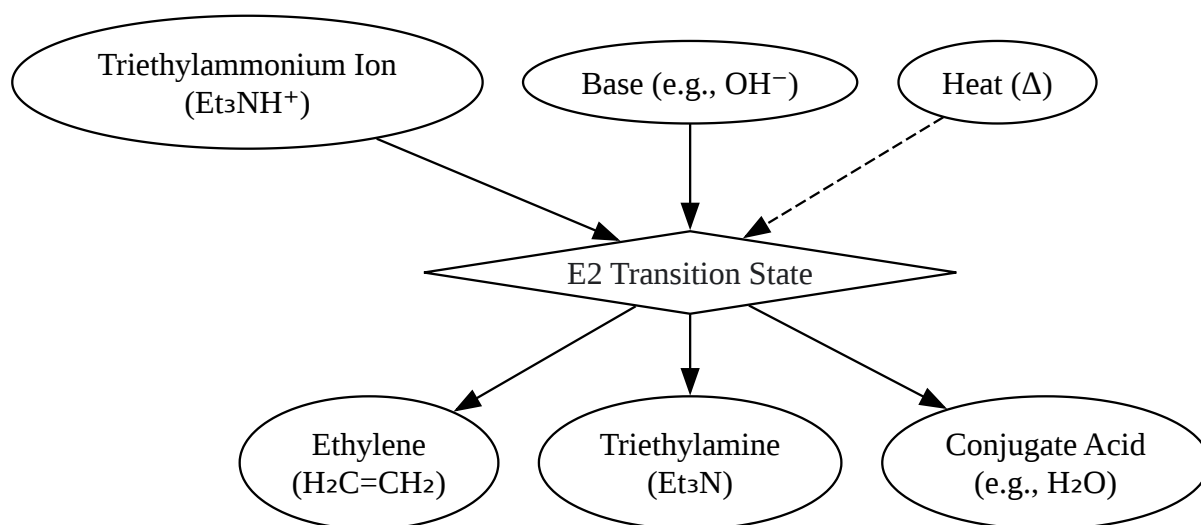 Triethylammonium Ion
(Et₃NH⁺)
Base (e.g., OH⁻)
Heat (Δ)
E2 Transition State
Ethylene
(H₂C=CH₂)
Triethylamine
(Et₃N)
Conjugate Acid
(e.g., H₂O)